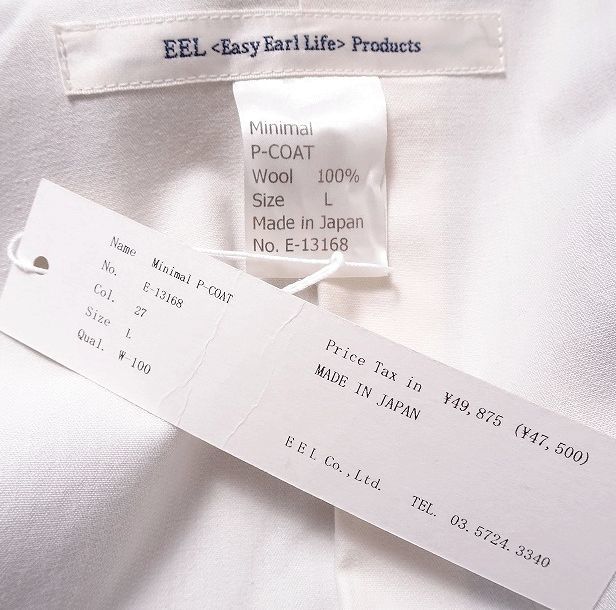 EEL <Easy Earl Life> Products
Minimal
P-COAT
Wool 100%
Size L
Made in Japan
No. E-13168
Name Minimal P-COAT
No. E-13168
Col. 27
Size L
Qual. W-100
Price Tax in ¥49,875 (¥47,500)
MADE IN JAPAN
EEL Co.,Ltd.
TEL. 03.5724.3340